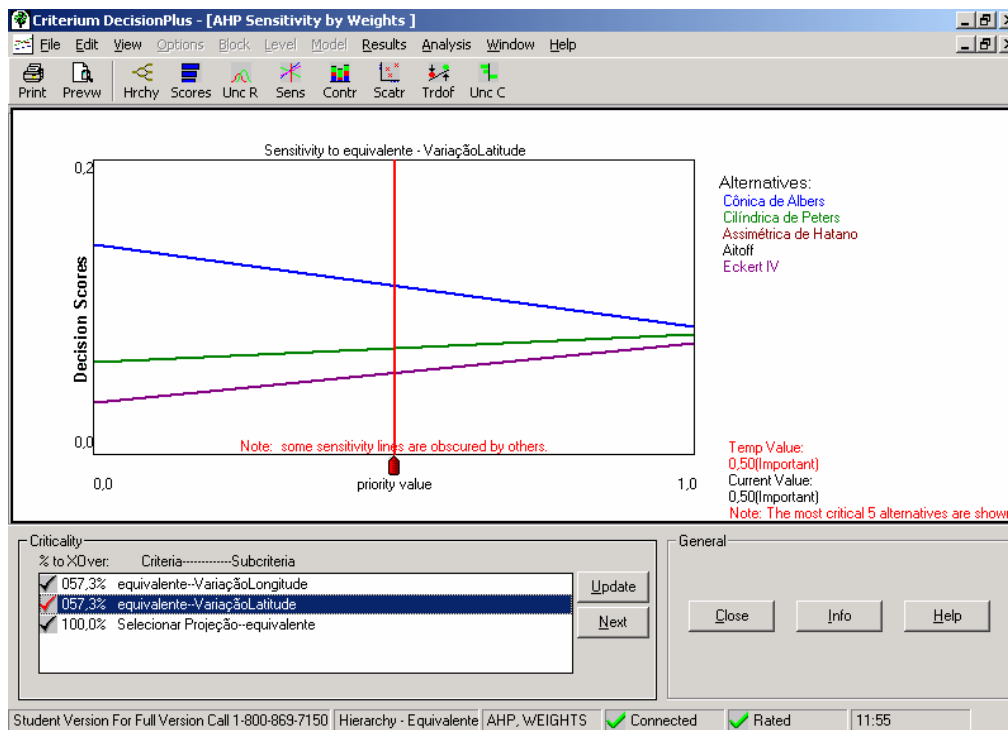 Criterium DecisionPlus - [AHP Sensitivity by Weights ]
File Edit View Options Block Level Model Results Analysis Window Help
Print Prevw Hrchy Scores Unc R Sens Contr Scatr Trdof Unc C
Sensitivity to equivalente - VariaçãoLatitude
0,2
Decision Scores
0,0
Note: some sensitivity lines are obscured by others.
0,0 priority value 1,0
Alternatives:
Cônica de Albers
Cilíndrica de Peters
Assimétrica de Hatano
Aitoff
Eckert IV
Temp Value:
0,50(Important)
Current Value:
0,50(Important)
Note: The most critical 5 alternatives are shown
Criticality
% to XOver: Criteria------------Subcriteria
057,3% equivalente--VariaçãoLongitude
057,3% equivalente--VariaçãoLatitude
100,0% Selecionar Projeção--equivalente
Update
Next
General
Close Info Help
Student Version For Full Version Call 1-800-869-7150 Hierarchy - Equivalente AHP, WEIGHTS Connected Rated 11:55